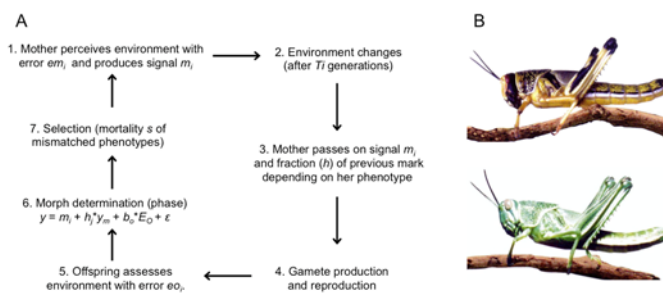 A
B
1. Mother perceives environment with
error emi and produces signal mi
2. Environment changes
(after Ti generations)
3. Mother passes on signal mi
and fraction (h) of previous mark
depending on her phenotype
4. Gamete production
and reproduction
5. Offspring assesses
environment with error eoi.
6. Morph determination (phase)
y = mi + hj*ym + bo*EO + ε
7. Selection (mortality s of
mismatched phenotypes)